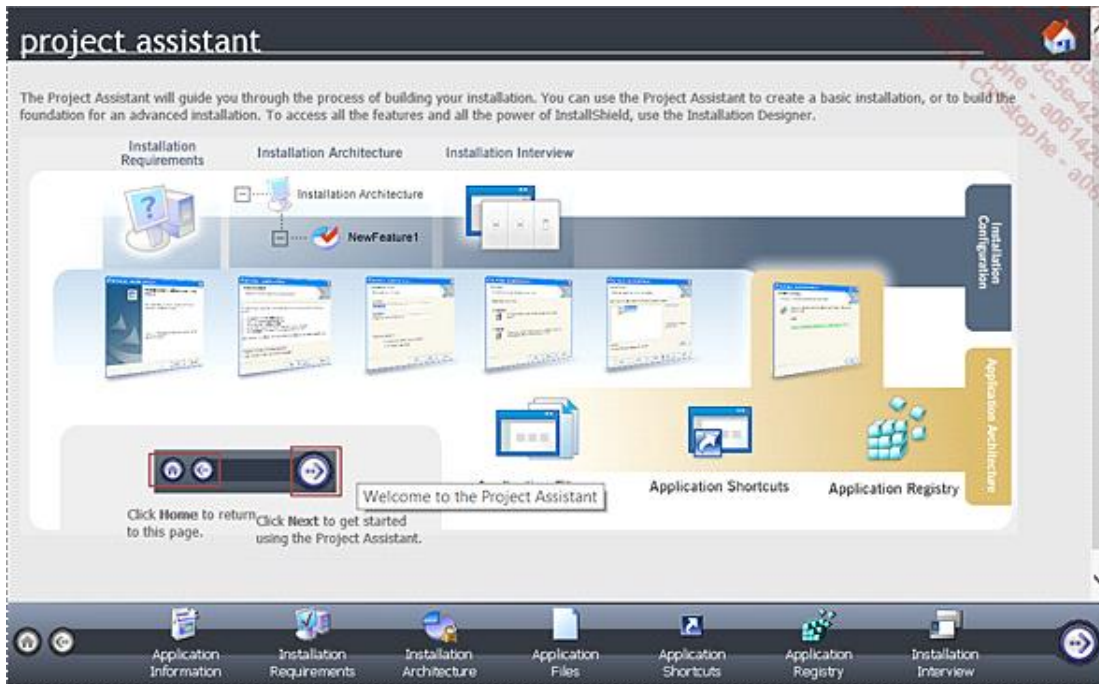 project assistant
The Project Assistant will guide you through the process of building your installation. You can use the Project Assistant to create a basic installation, or to build the
foundation for an advanced installation. To access all the features and all the power of InstallShield, use the Installation Designer.
Installation
Requirements
Installation Architecture
Installation Interview
Installation Architecture
NewFeature1
Installation
Configuration
Application Architecture
Application Shortcuts
Application Registry
Welcome to the Project Assistant
Click Home to return
to this page.
Click Next to get started
using the Project Assistant.
Application
Information
Installation
Requirements
Installation
Architecture
Application
Files
Application
Shortcuts
Application
Registry
Installation
Interview